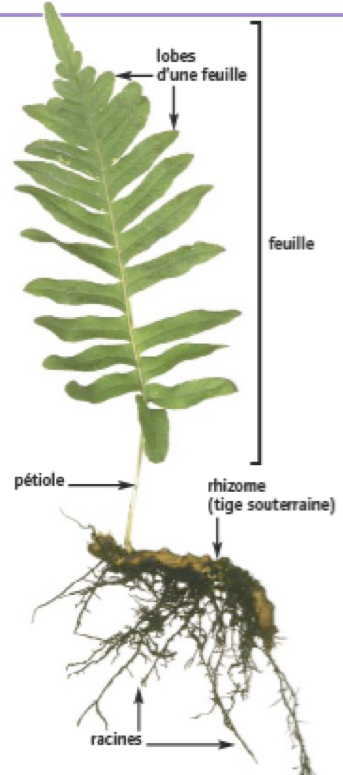 lobes
d'une feuille
feuille
pétiole
rhizome
(tige souterraine)
racines